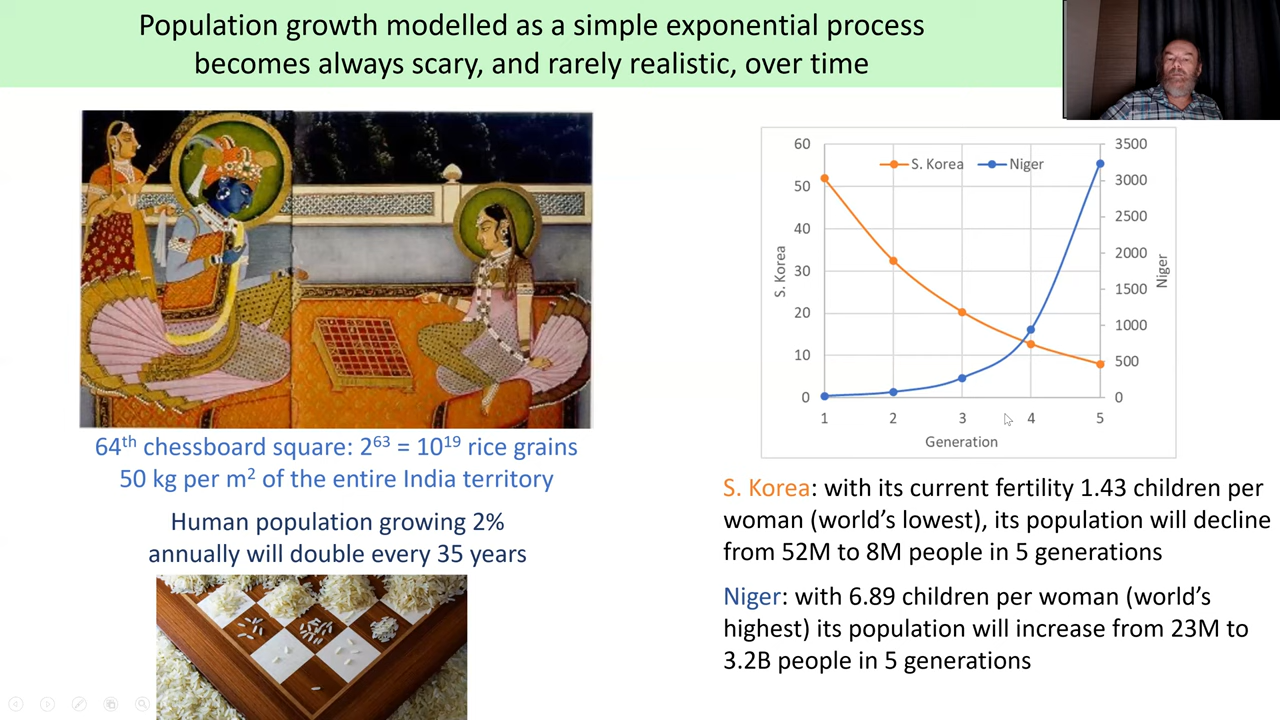 Population growth modelled as a simple exponential process
becomes always scary, and rarely realistic, over time
64th chessboard square: 2^63 = 10^19 rice grains
50 kg per m² of the entire India territory
Human population growing 2%
annually will double every 35 years
S. Korea Niger
60
50
40
30
20
10
0
S. Korea
3500
3000
2500
2000
1500
1000
500
0
Niger
1 2 3 4 5
Generation
S. Korea: with its current fertility 1.43 children per
woman (world’s lowest), its population will decline
from 52M to 8M people in 5 generations
Niger: with 6.89 children per woman (world’s
highest) its population will increase from 23M to
3.2B people in 5 generations